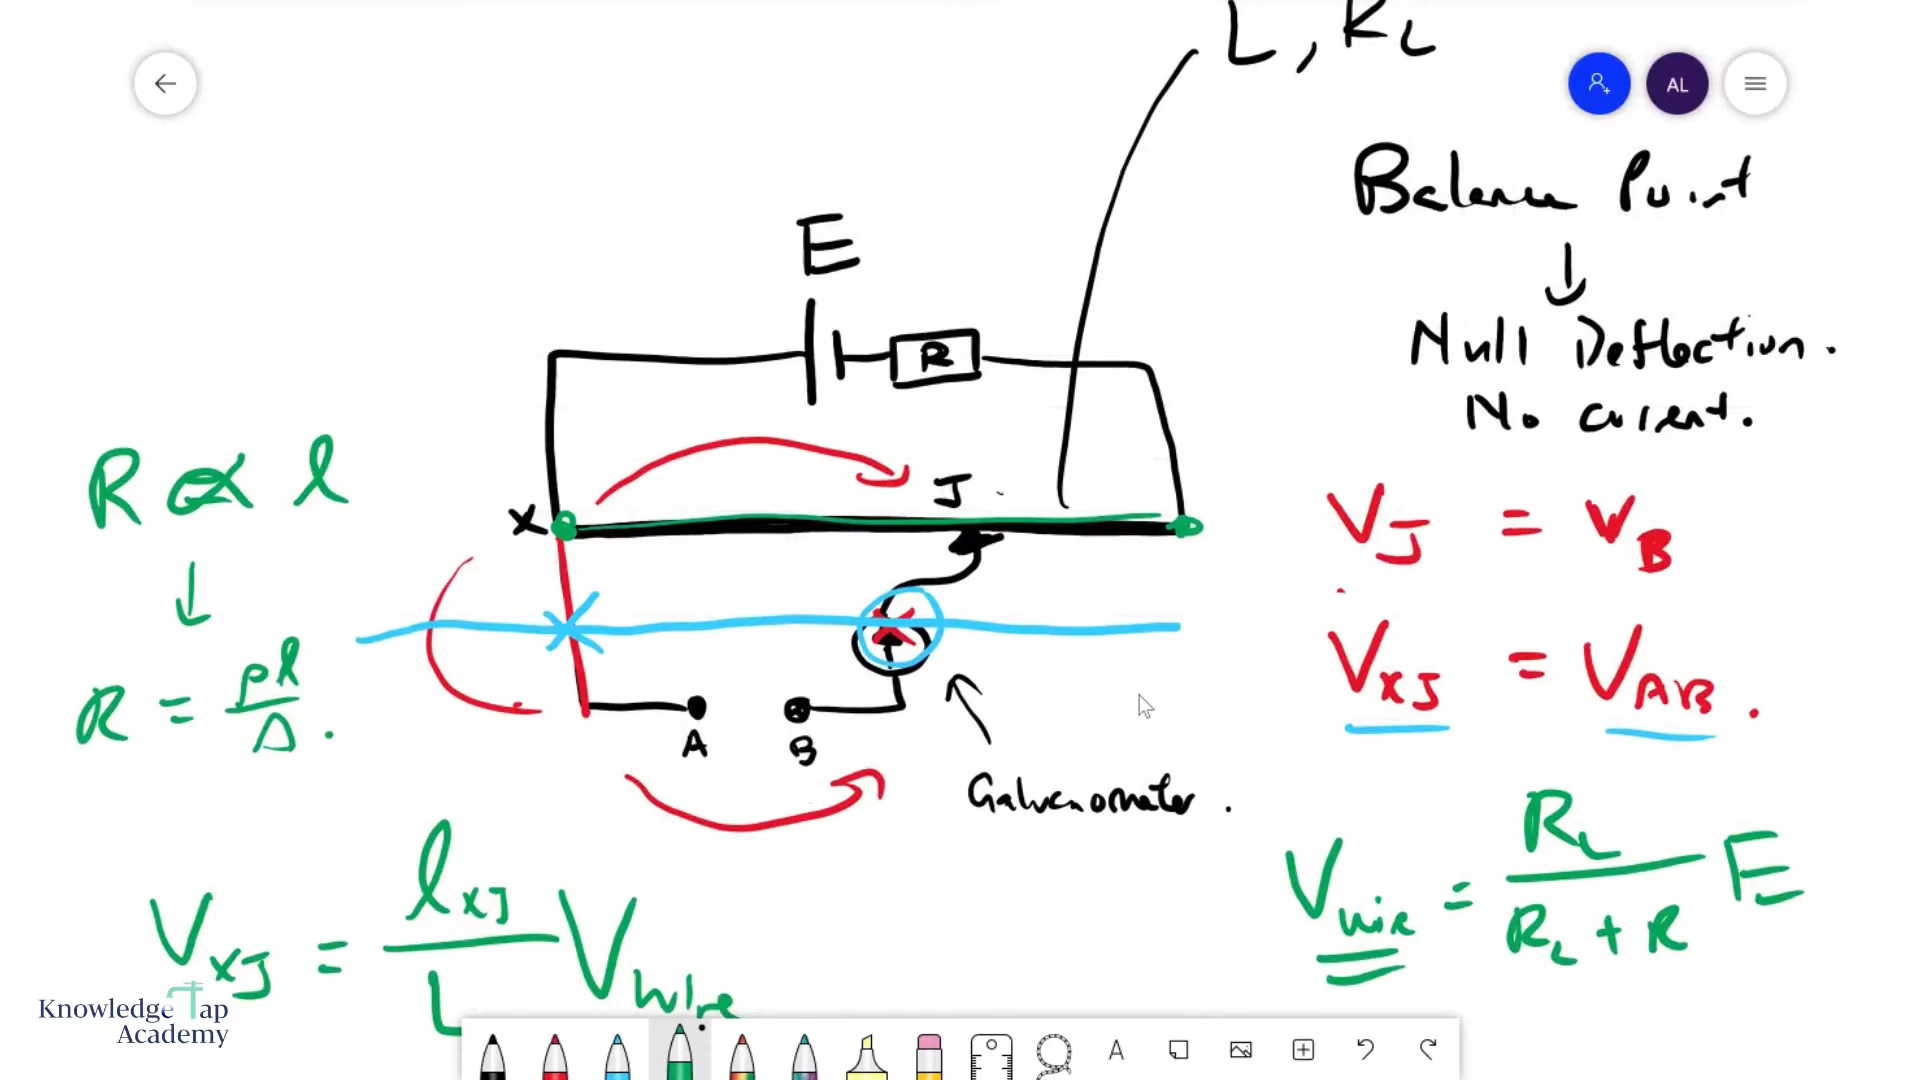 L, RL
AL
Balance Point
↓
Null Deflection.
No current.
E
R
X
J
A
B
Galvanometer.
R ∝ l
↓
R = ρl/A.
VJ = VB
VXJ = VAB.
VXJ = lXJ/L Vwire
Vwire = RL/(RL + R) E
Knowledge Tap
Academy
A